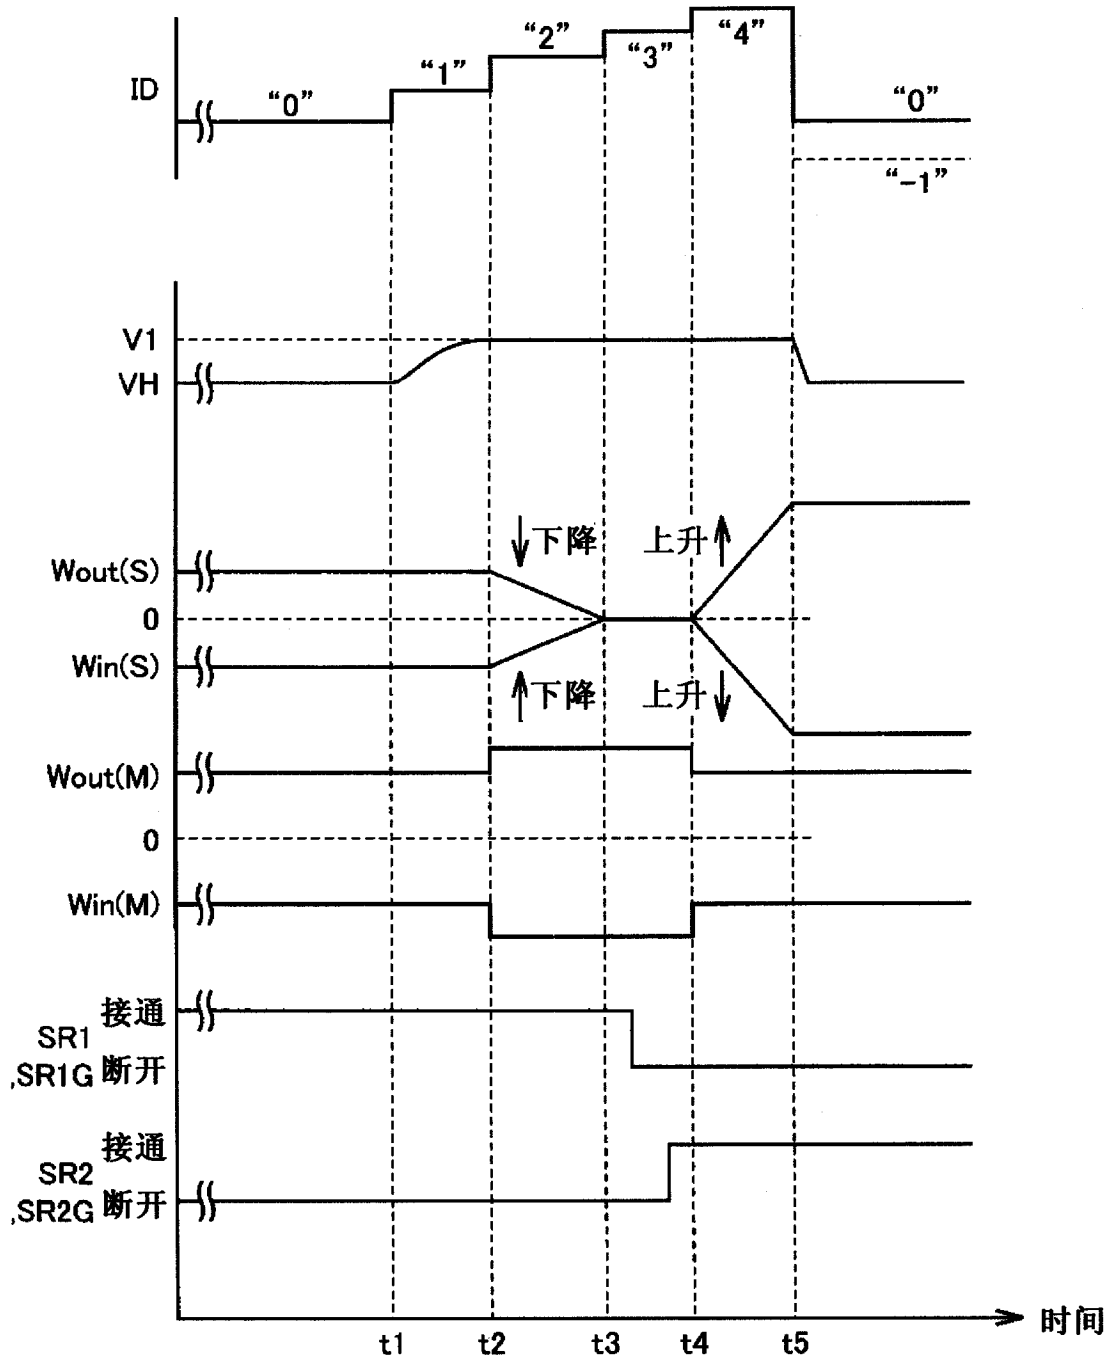 ID
“0”
“1”
“2”
“3”
“4”
“0”
“-1”
V1
VH
下降
上升
Wout(S)
0
Win(S)
下降
上升
Wout(M)
0
Win(M)
SR1
,SR1G
接通
断开
SR2
,SR2G
接通
断开
t1
t2
t3
t4
t5
时间